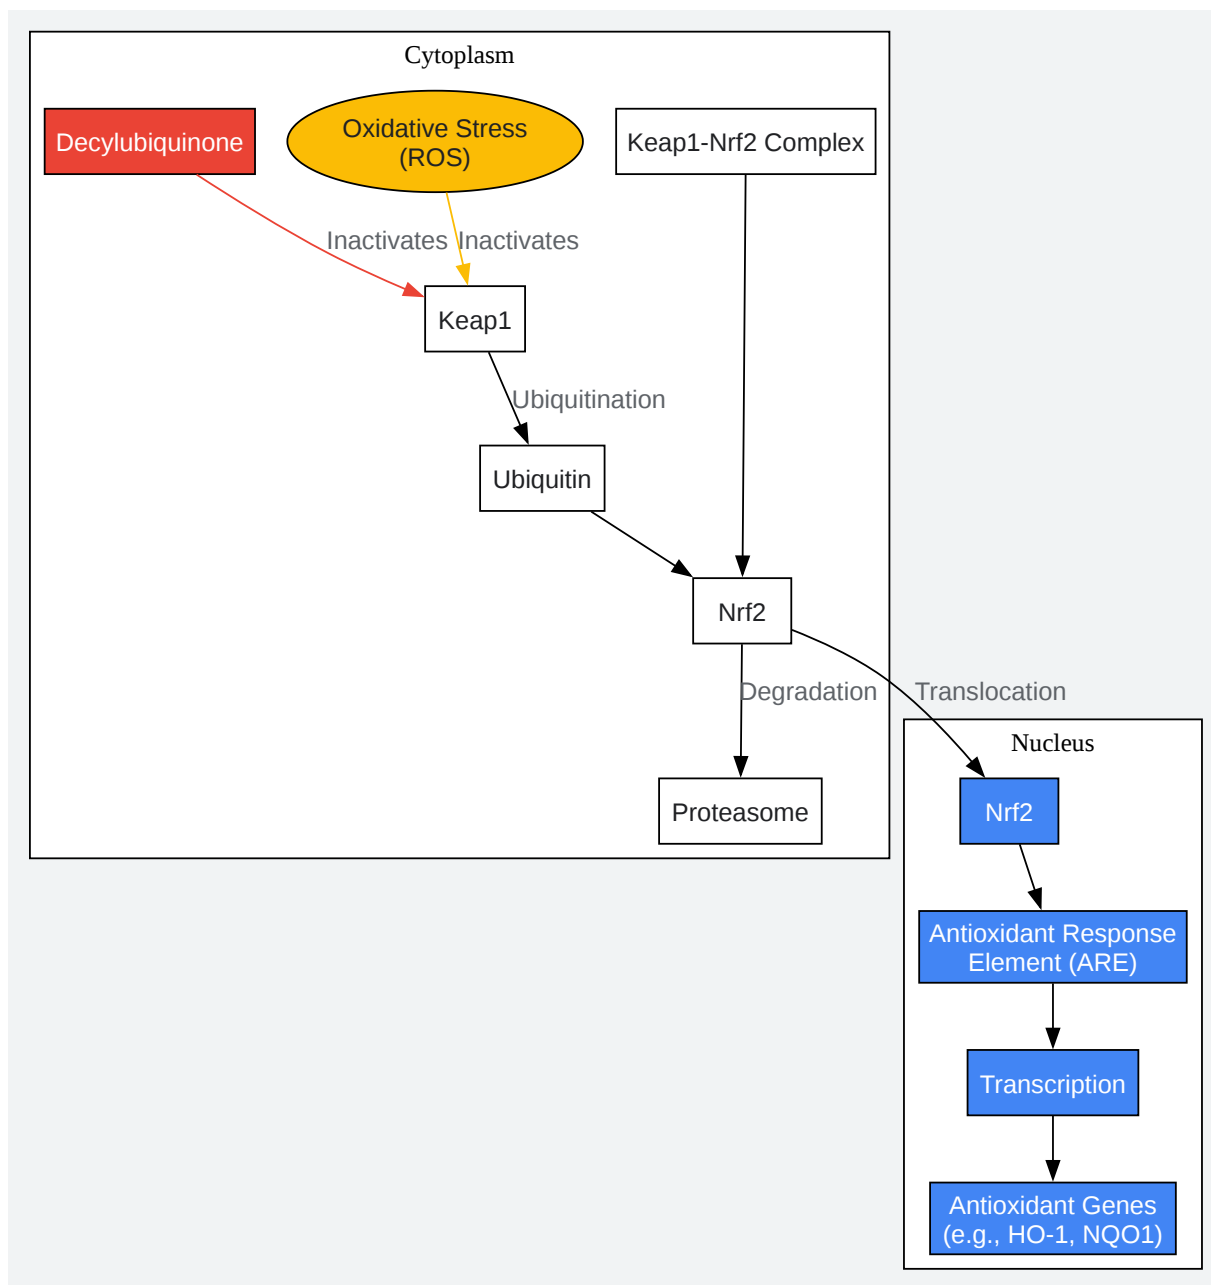 Cytoplasm
Decylubiquinone
Oxidative Stress
(ROS)
Keap1-Nrf2 Complex
Inactivates
Inactivates
Keap1
Ubiquitination
Ubiquitin
Nrf2
Degradation
Translocation
Nucleus
Proteasome
Nrf2
Antioxidant Response
Element (ARE)
Transcription
Antioxidant Genes
(e.g., HO-1, NQO1)